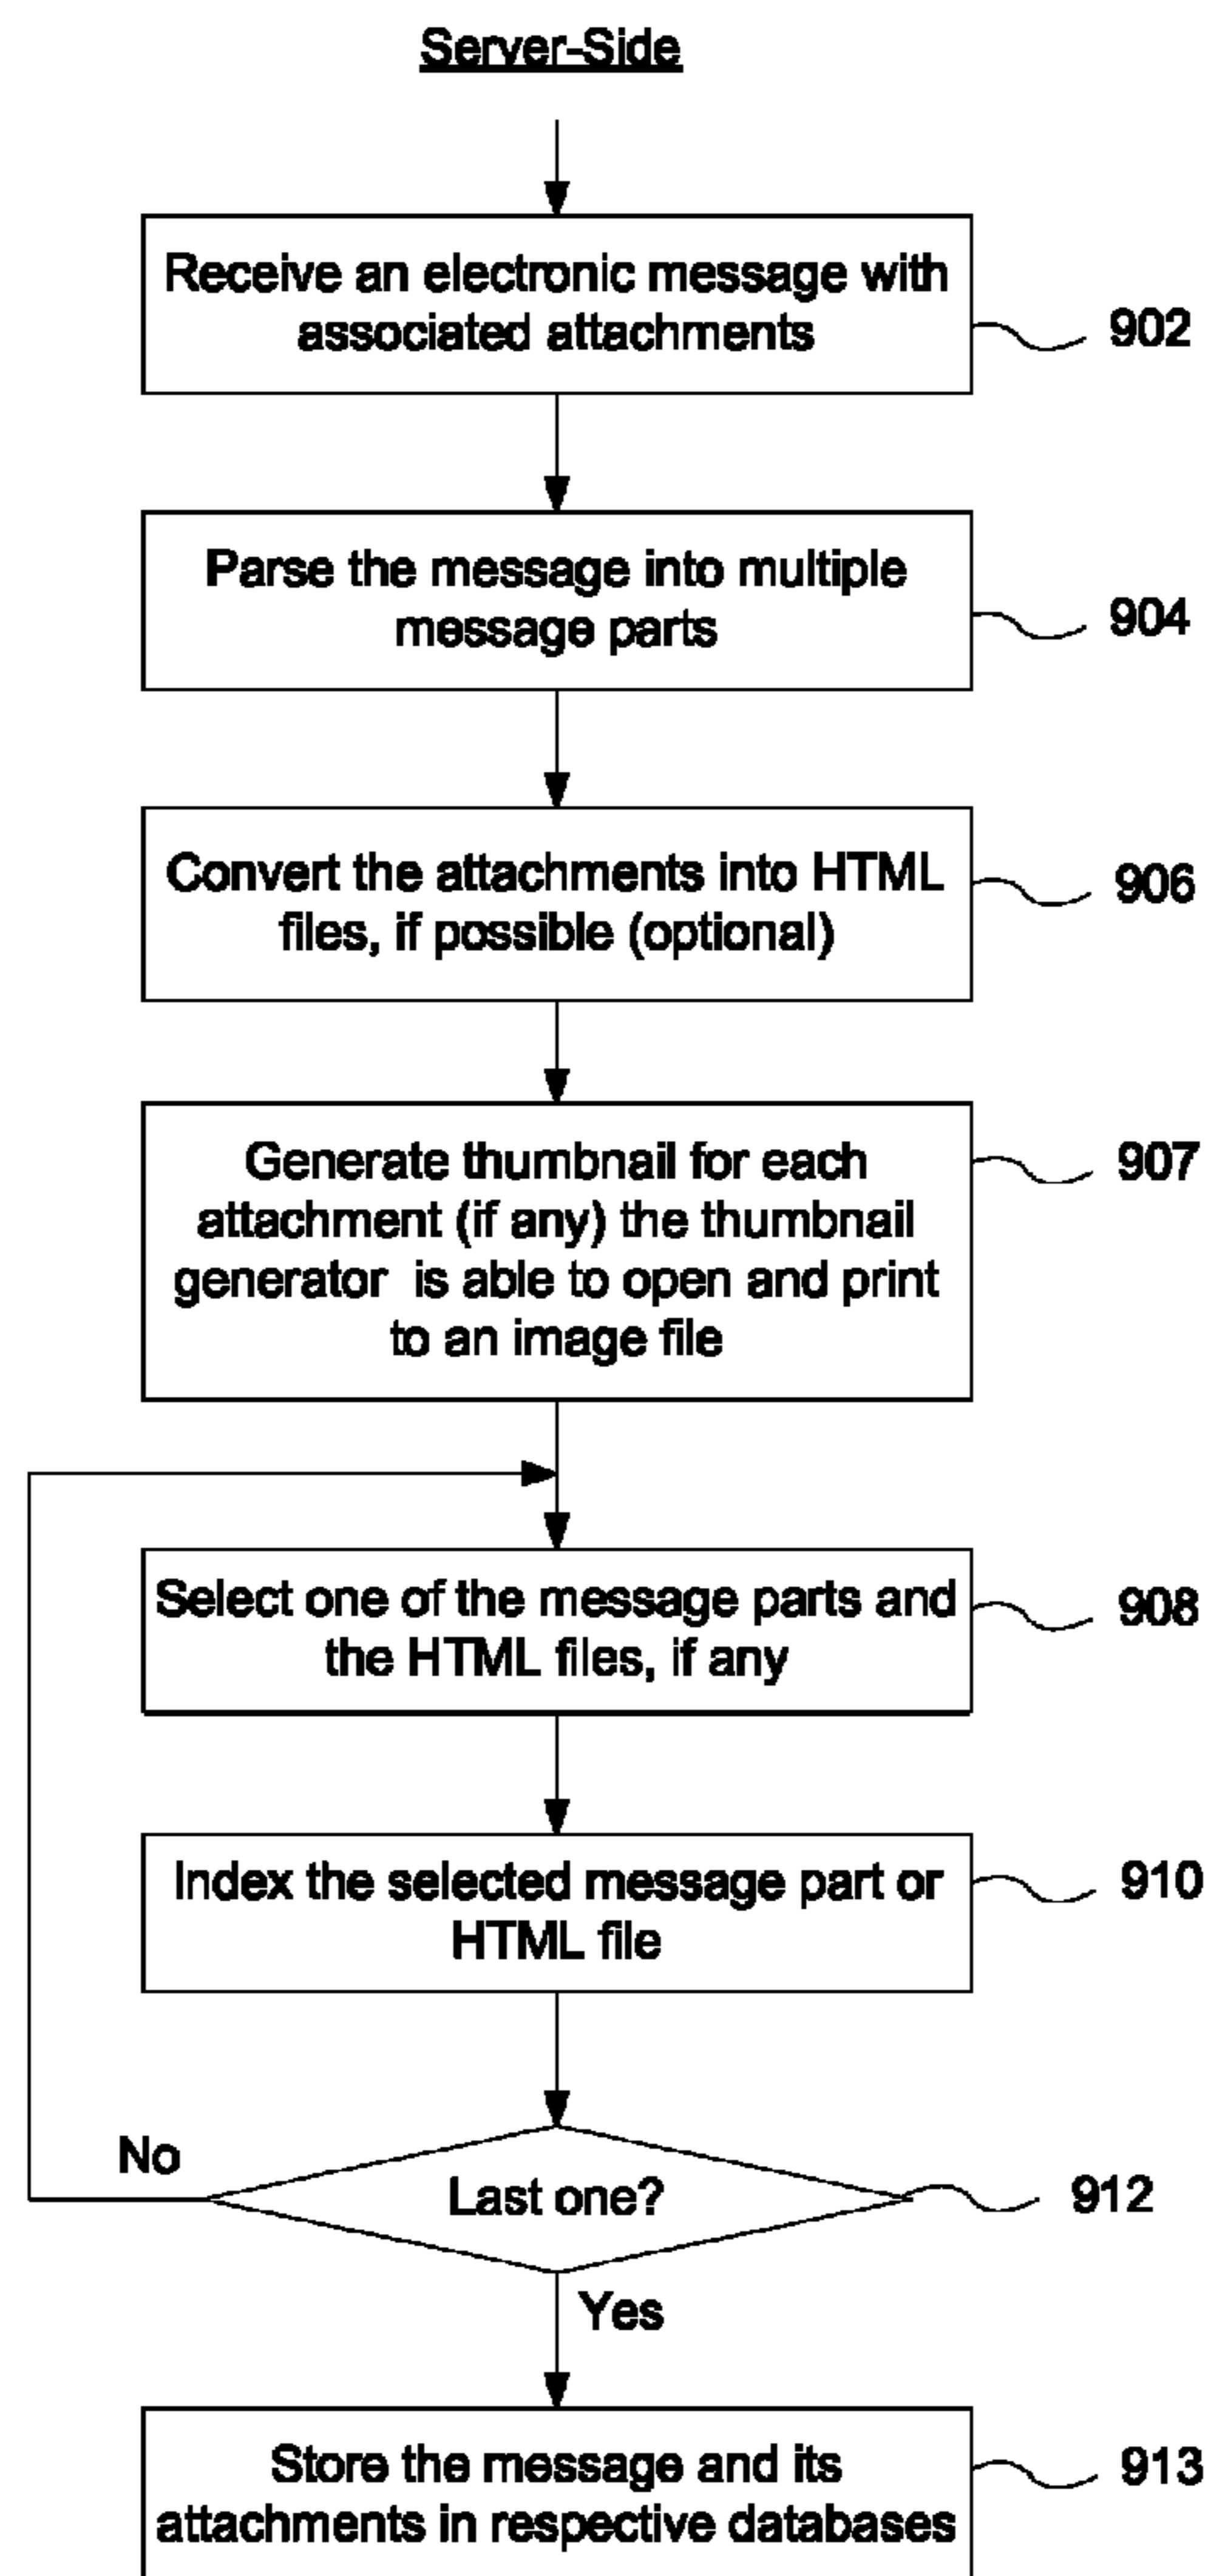 Server-Side
Receive an electronic message with
associated attachments
902
Parse the message into multiple
message parts
904
Convert the attachments into HTML
files, if possible (optional)
906
Generate thumbnail for each
attachment (if any) the thumbnail
generator is able to open and print
to an image file
907
Select one of the message parts and
the HTML files, if any
908
Index the selected message part or
HTML file
910
No
Last one?
912
Yes
Store the message and its
attachments in respective databases
913